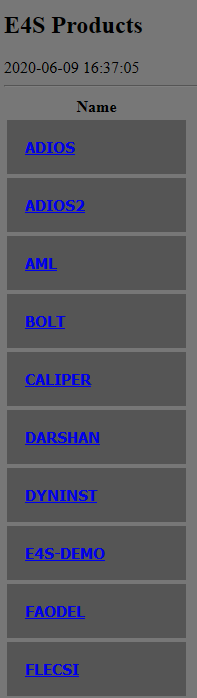 E4S Products
2020-06-09 16:37:05
Name
ADIOS
ADIOS2
AML
BOLT
CALIPER
DARSHAN
DYNINST
E4S-DEMO
FAODEL
FLECSI